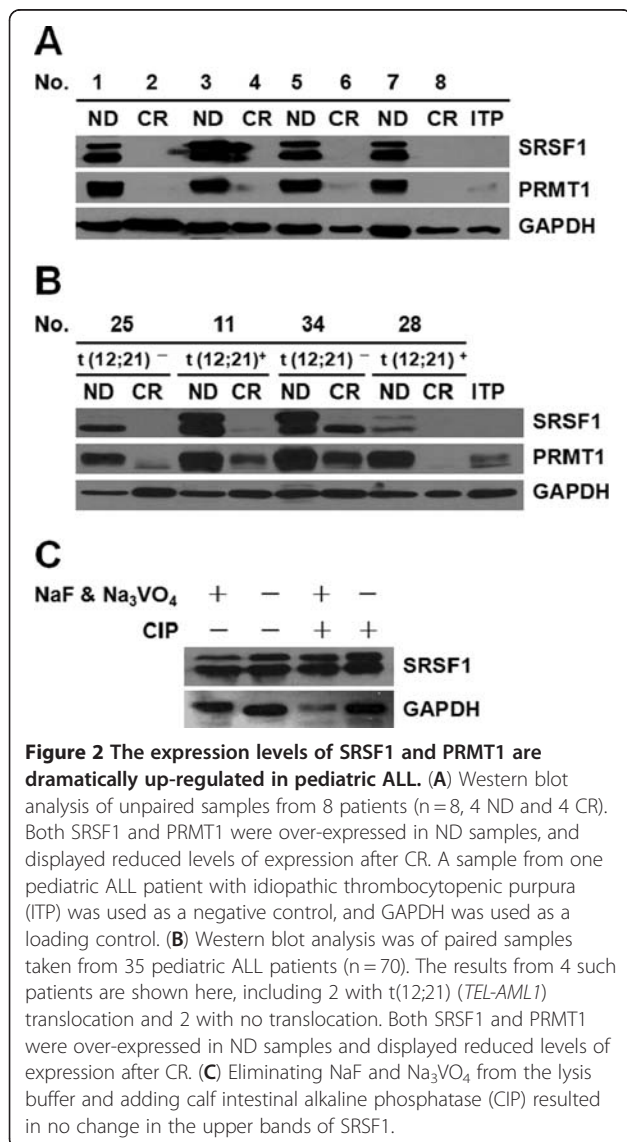 A
No. 1 2 3 4 5 6 7 8
ND CR ND CR ND CR ND CR ITP
SRSF1
PRMT1
GAPDH
B
No. 25 11 34 28
t (12;21) − t (12;21)+ t (12;21) − t (12;21) +
ND CR ND CR ND CR ND CR ITP
SRSF1
PRMT1
GAPDH
C
NaF & Na₃VO₄ + − + −
CIP − − + +
SRSF1
GAPDH
Figure 2 The expression levels of SRSF1 and PRMT1 are
dramatically up-regulated in pediatric ALL. (A) Western blot
analysis of unpaired samples from 8 patients (n = 8, 4 ND and 4 CR).
Both SRSF1 and PRMT1 were over-expressed in ND samples, and
displayed reduced levels of expression after CR. A sample from one
pediatric ALL patient with idiopathic thrombocytopenic purpura
(ITP) was used as a negative control, and GAPDH was used as a
loading control. (B) Western blot analysis was of paired samples
taken from 35 pediatric ALL patients (n = 70). The results from 4 such
patients are shown here, including 2 with t(12;21) (TEL-AML1)
translocation and 2 with no translocation. Both SRSF1 and PRMT1
were over-expressed in ND samples and displayed reduced levels of
expression after CR. (C) Eliminating NaF and Na₃VO₄ from the lysis
buffer and adding calf intestinal alkaline phosphatase (CIP) resulted
in no change in the upper bands of SRSF1.